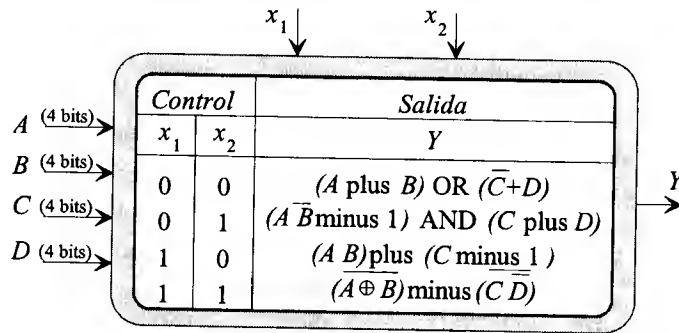 x₁ x₂
Control Salida
x₁ x₂ Y
A (4 bits)
B (4 bits)
C (4 bits)
D (4 bits)
0 0 (A plus B) OR (C̅+D)
0 1 (A B̅ minus 1) AND (C plus D)
1 0 (A B) plus (C minus 1)
1 1 (A̅ ⊕̅ B̅) minus (C̅ D̅̅)
Y